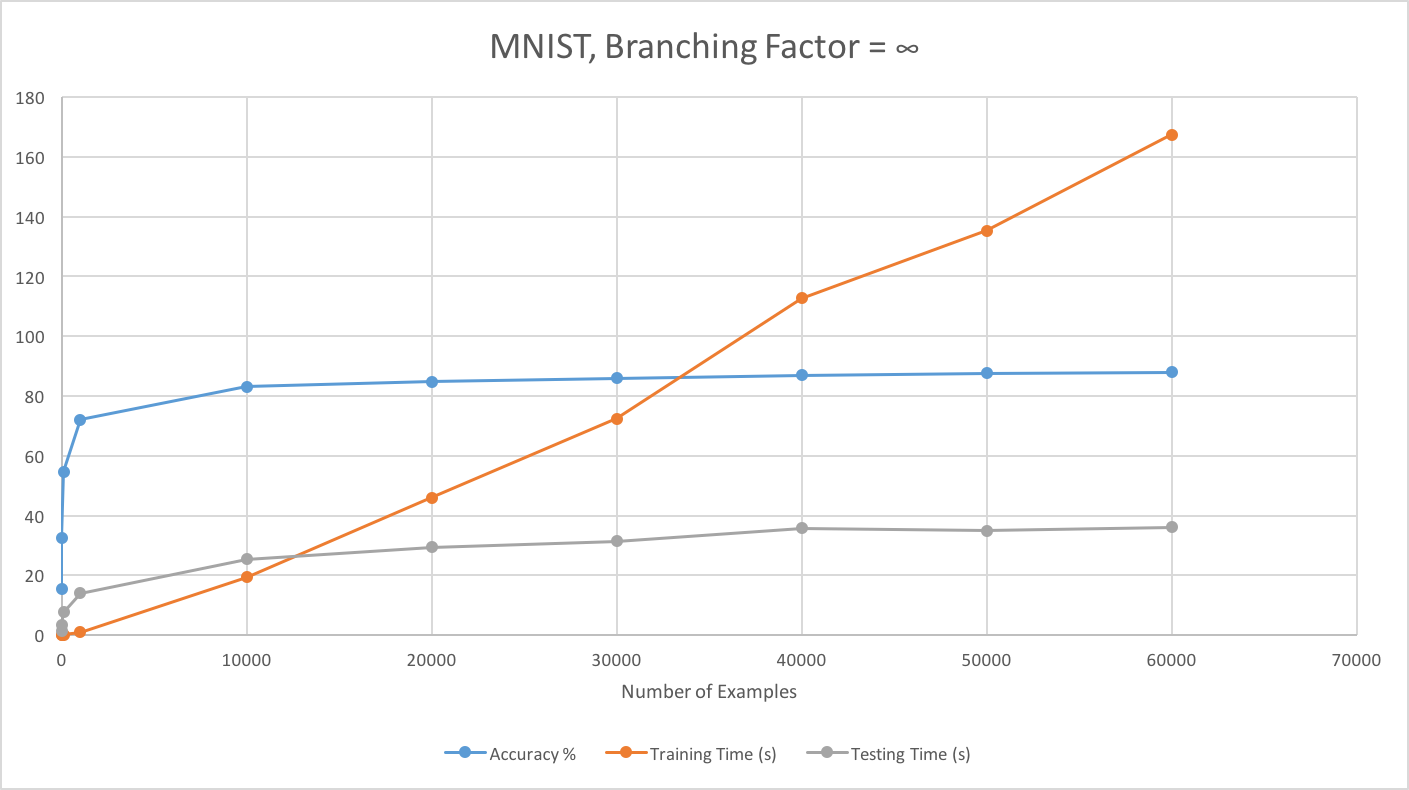 MNIST, Branching Factor = ∞
180
160
140
120
100
80
60
40
20
0
0 10000 20000 30000 40000 50000 60000 70000
Number of Examples
Accuracy % Training Time (s) Testing Time (s)